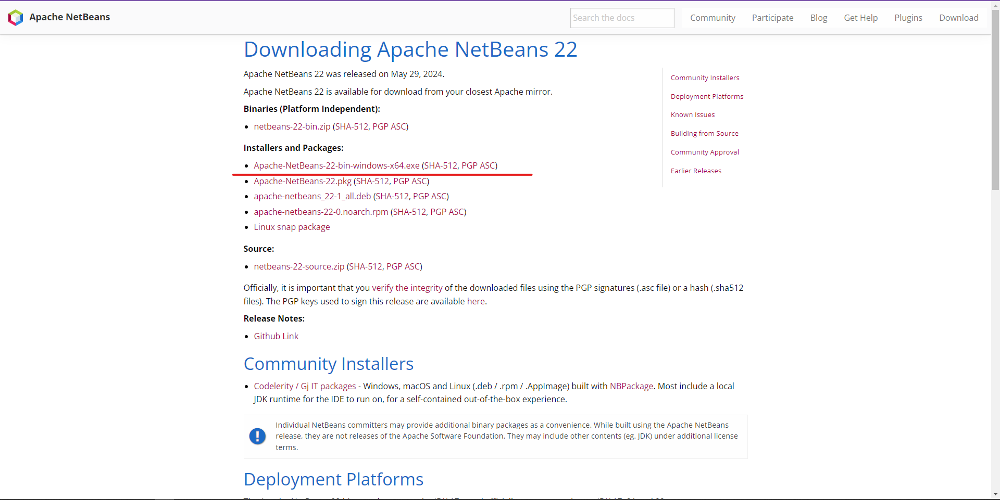 Apache NetBeans
Search the docs
Community
Participate
Blog
Get Help
Plugins
Download
Downloading Apache NetBeans 22
Apache NetBeans 22 was released on May 29, 2024.
Apache NetBeans 22 is available for download from your closest Apache mirror.
Binaries (Platform Independent):
netbeans-22-bin.zip (SHA-512, PGP ASC)
Installers and Packages:
Apache-NetBeans-22-bin-windows-x64.exe (SHA-512, PGP ASC)
Apache-NetBeans-22.pkg (SHA-512, PGP ASC)
apache-netbeans_22-1_all.deb (SHA-512, PGP ASC)
apache-netbeans-22-0.noarch.rpm (SHA-512, PGP ASC)
Linux snap package
Source:
netbeans-22-source.zip (SHA-512, PGP ASC)
Officially, it is important that you verify the integrity of the downloaded files using the PGP signatures (.asc file) or a hash (.sha512
files). The PGP keys used to sign this release are available here.
Release Notes:
Github Link
Community Installers
Deployment Platforms
Known Issues
Building from Source
Community Approval
Earlier Releases
Community Installers
Codelerity / Gj IT packages - Windows, macOS and Linux (.deb / .rpm / .AppImage) built with NBPackage. Most include a local
JDK runtime for the IDE to run on, for a self-contained out-of-the-box experience.
Individual NetBeans committers may provide additional binary packages as a convenience. While built using the Apache NetBeans
release, they are not releases of the Apache Software Foundation. They may include other contents (eg. JDK) under additional license
terms.
Deployment Platforms